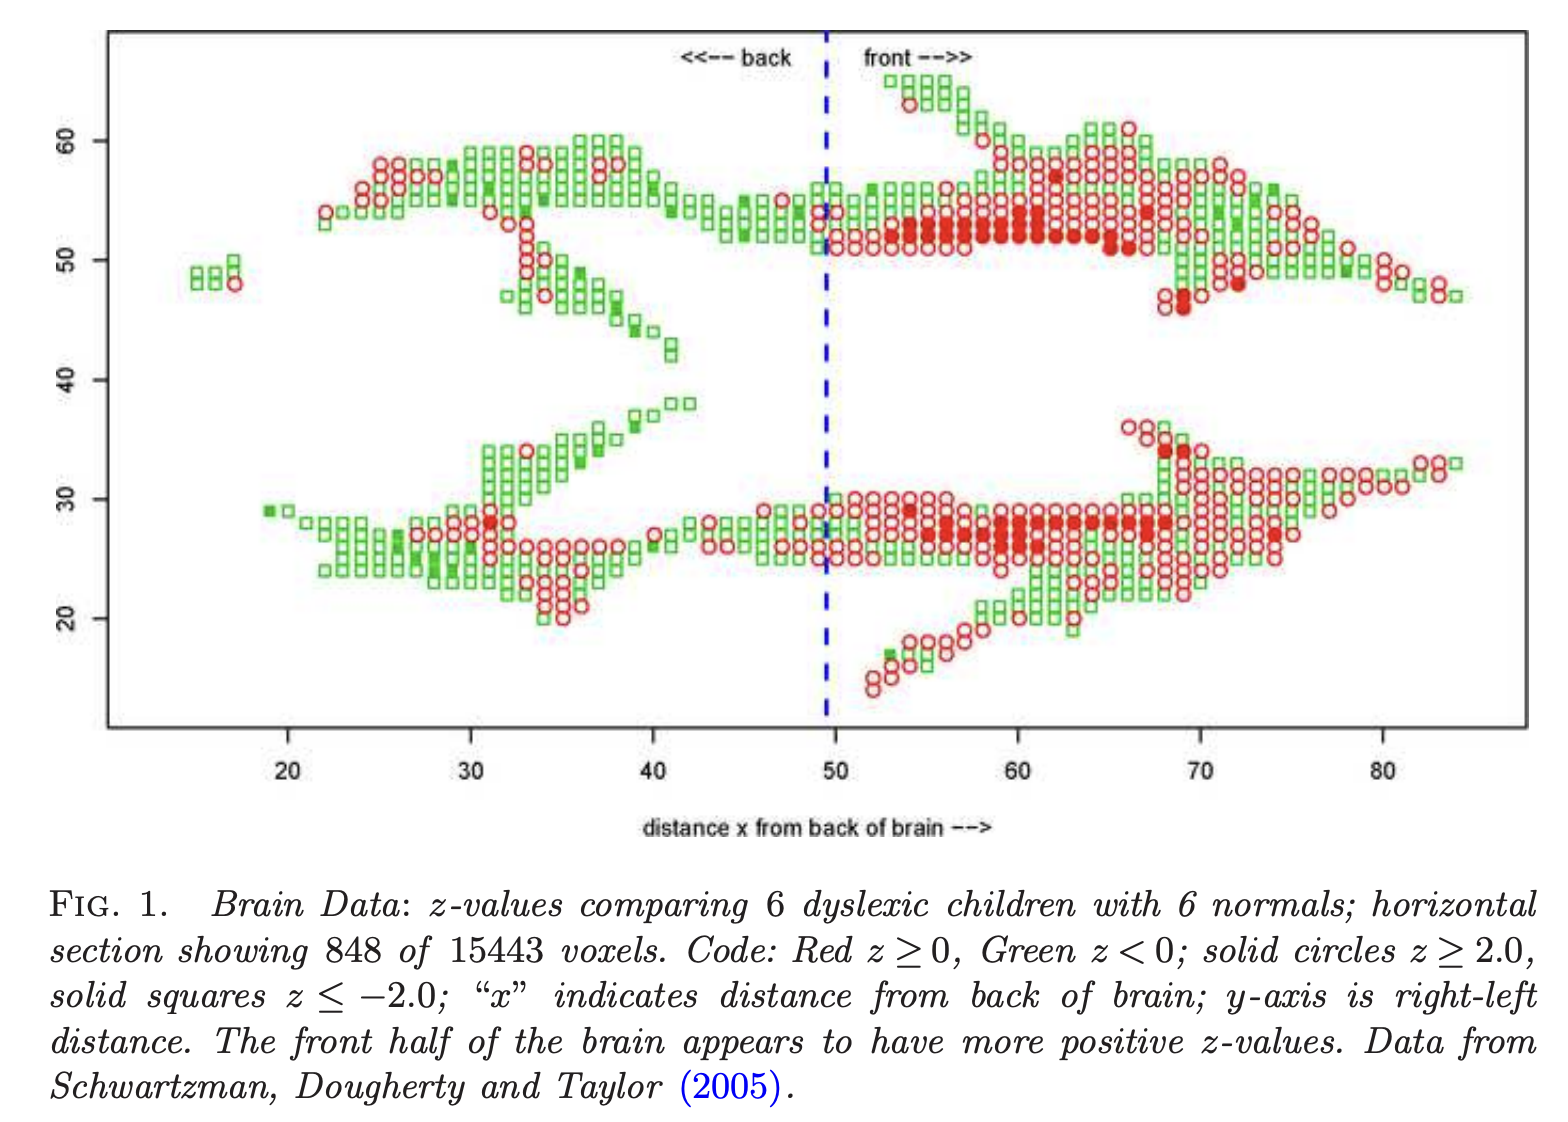 <<−− back
front −−>>
60
50
40
30
20
20 30 40 50 60 70 80
distance x from back of brain −−>
FIG. 1. Brain Data: z-values comparing 6 dyslexic children with 6 normals; horizontal
section showing 848 of 15443 voxels. Code: Red z ≥ 0, Green z < 0; solid circles z ≥ 2.0,
solid squares z ≤ −2.0; “x” indicates distance from back of brain; y-axis is right-left
distance. The front half of the brain appears to have more positive z-values. Data from
Schwartzman, Dougherty and Taylor (2005).